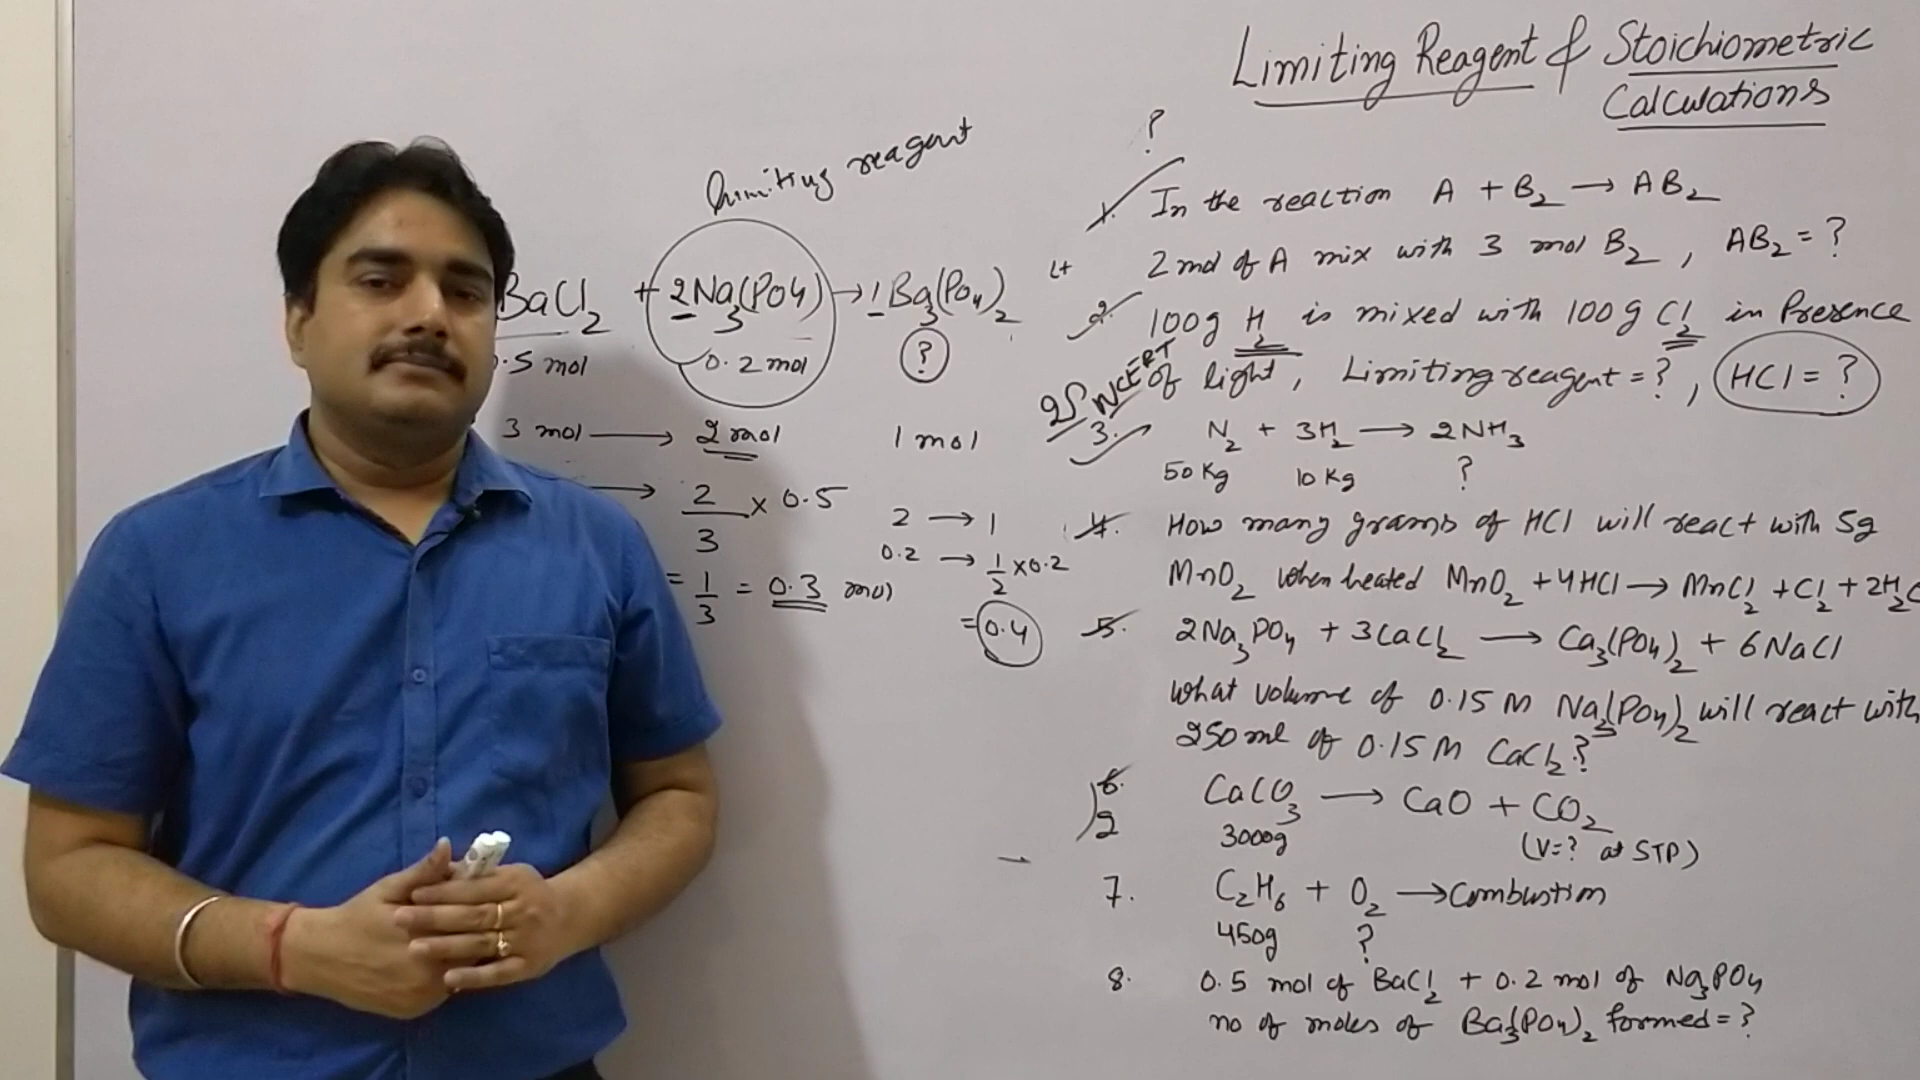 Limiting Reagent & Stoichiometric
Calculations
?
1. In the reaction A + B₂ → AB₂
2 mol of A mix with 3 mol B₂, AB₂ = ?
2. 100g H₂ is mixed with 100g Cl₂ in Presence
of light, Limiting reagent = ?, HCl = ?
NCERT
3. N₂ + 3H₂ → 2NH₃
50 Kg 10 Kg ?
4. How many grams of HCl will react with 5g
MnO₂ when heated MnO₂ + 4HCl → MnCl₂ + Cl₂ + 2H₂
5. 2Na₃PO₄ + 3CaCl₂ → Ca₃(PO₄)₂ + 6NaCl
what volume of 0.15 M Na₃(PO₄)₂ will react with
250 ml of 0.15 M CaCl₂?
6. CaCO₃ → CaO + CO₂
3000g (V=? at STP)
7. C₂H₆ + O₂ → Combustion
450g ?
8. 0.5 mol of BaCl₂ + 0.2 mol of Na₃PO₄
no of moles of Ba₃(PO₄)₂ formed = ?
limiting reagent
BaCl₂ + 2Na₃(PO4) → 1Ba₃(PO₄)₂
.5 mol 0.2 mol ?
3 mol → 2 mol 1 mol
→ 2/3 × 0.5
= 1/3 = 0.3 mol
2 → 1
0.2 → 1/2 × 0.2
= 0.4